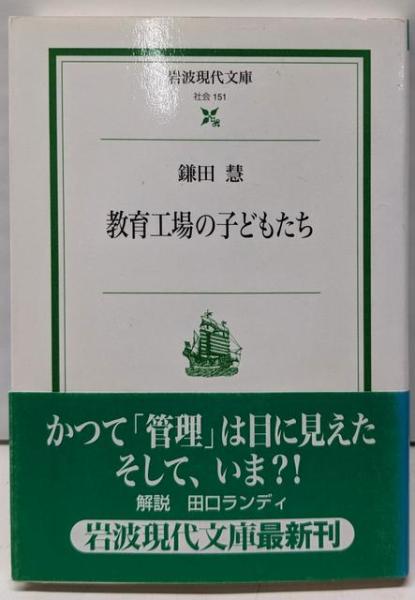 岩波現代文庫
社会 151
鎌田 慧
教育工場の子どもたち
かつて「管理」は目に見えた
そして、いま?!
解説 田口ランディ
岩波現代文庫最新刊